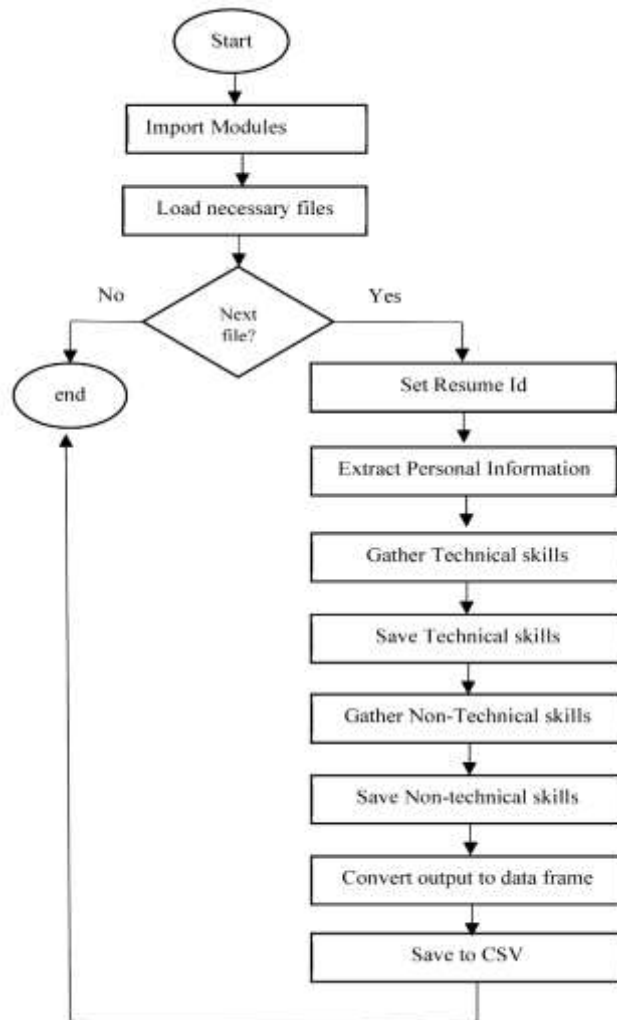 Start
Import Modules
Load necessary files
No
Yes
Next
file?
end
Set Resume Id
Extract Personal Information
Gather Technical skills
Save Technical skills
Gather Non-Technical skills
Save Non-technical skills
Convert output to data frame
Save to CSV